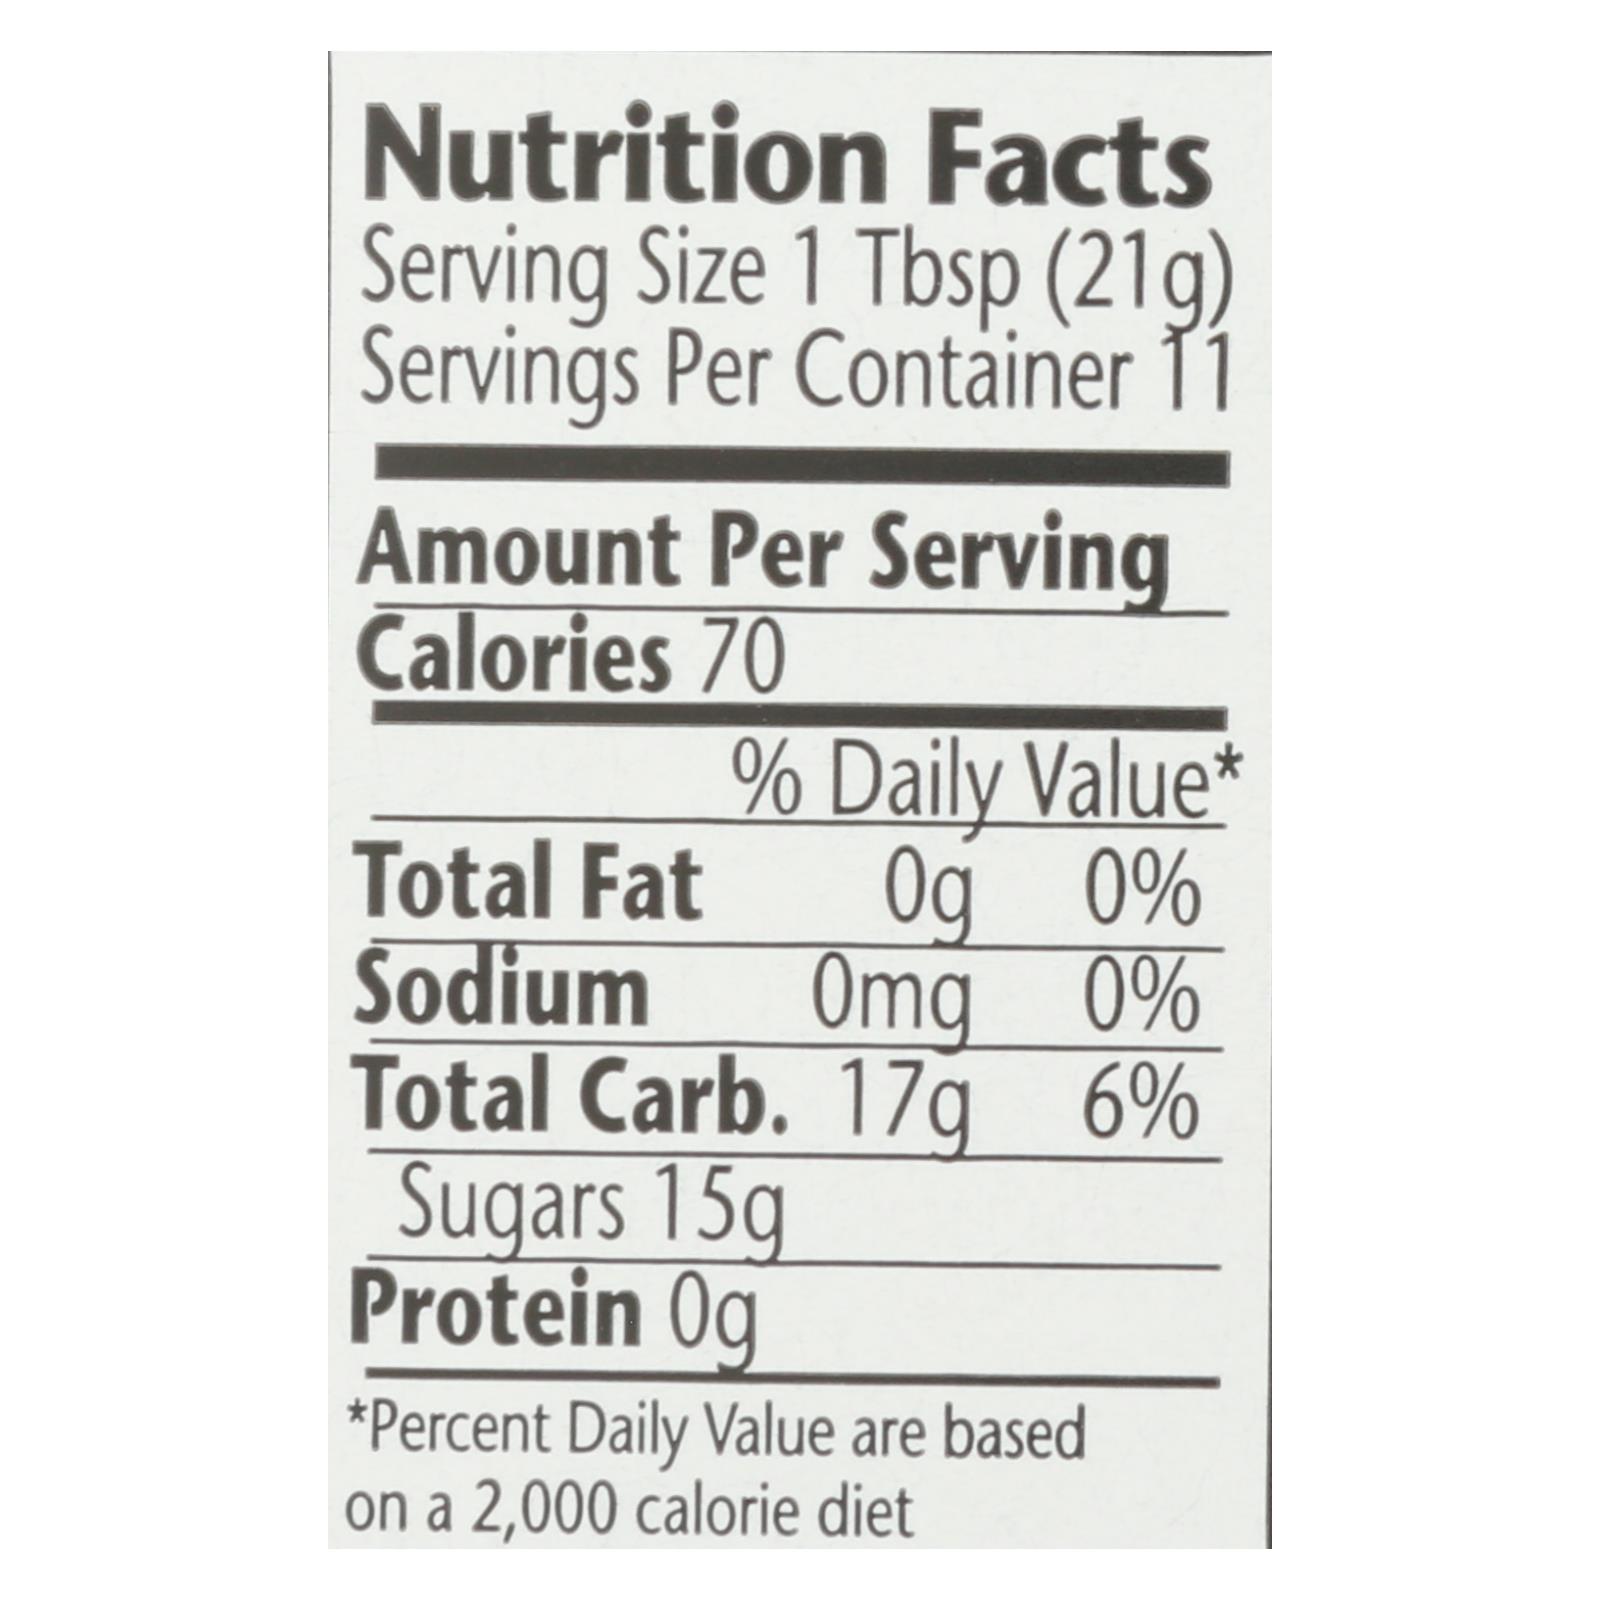 Nutrition Facts
Serving Size 1 Tbsp (21g)
Servings Per Container 11
Amount Per Serving
Calories 70
% Daily Value*
Total Fat 0g 0%
Sodium 0mg 0%
Total Carb. 17g 6%
Sugars 15g
Protein 0g
*Percent Daily Value are based
on a 2,000 calorie diet